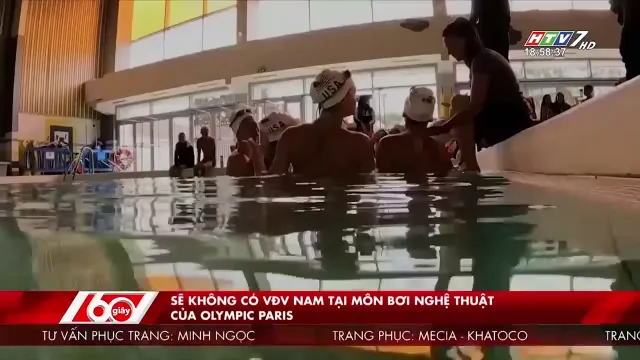 HTV7 HD
18:58:37
USA
60 giây
SẼ KHÔNG CÓ VĐV NAM TẠI MÔN BƠI NGHỆ THUẬT
CỦA OLYMPIC PARIS
TƯ VẤN PHỤC TRANG: MINH NGỌC TRANG PHỤC: MECIA - KHATOCO